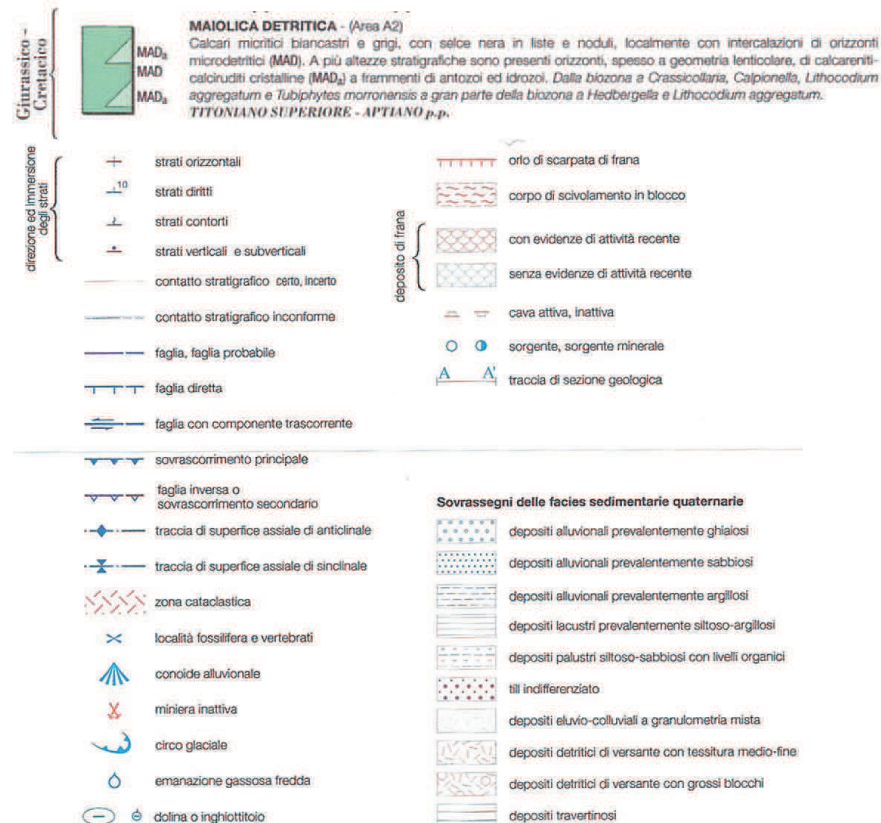 Giurassico - Cretacico
MADa
MAD
MADa
MAIOLICA DETRITICA - (Area A2)
Calcari micritici biancastri e grigi, con selce nera in liste e noduli, localmente con intercalazioni di orizzonti
microdetritici (MAD). A più altezze stratigrafiche sono presenti orizzonti, spesso a geometria lenticolare, di calcareniti-
calciruditi cristalline (MADa) a frammenti di antozoi ed idrozoi. Dalla biozona a Crassicollaria, Calpionella, Lithocodium
aggregatum e Tubiphytes morronensis a gran parte della biozona a Hedbergella e Lithocodium aggregatum.
TITONIANO SUPERIORE - APTIANO p.p.
direzione ed immersione degli strati
strati orizzontali
10
strati diritti
strati contorti
strati verticali e subverticali
contatto stratigrafico certo, incerto
contatto stratigrafico inconforme
faglia, faglia probabile
faglia diretta
faglia con componente trascorrente
sovrascorrimento principale
faglia inversa o
sovrascorrimento secondario
traccia di superfice assiale di anticlinale
traccia di superfice assiale di sinclinale
zona cataclastica
località fossilifera e vertebrati
conoide alluvionale
miniera inattiva
circo glaciale
emanazione gassosa fredda
dolina o inghiottitoio
orlo di scarpata di frana
corpo di scivolamento in blocco
deposito di frana
con evidenze di attività recente
senza evidenze di attività recente
cava attiva, inattiva
sorgente, sorgente minerale
A A'
traccia di sezione geologica
Sovrassegni delle facies sedimentarie quaternarie
depositi alluvionali prevalentemente ghiaiosi
depositi alluvionali prevalentemente sabbiosi
depositi alluvionali prevalentemente argillosi
depositi lacustri prevalentemente siltoso-argillosi
depositi palustri siltoso-sabbiosi con livelli organici
till indifferenziato
depositi eluvio-colluviali a granulometria mista
depositi detritici di versante con tessitura medio-fine
depositi detritici di versante con grossi blocchi
depositi travertinosi